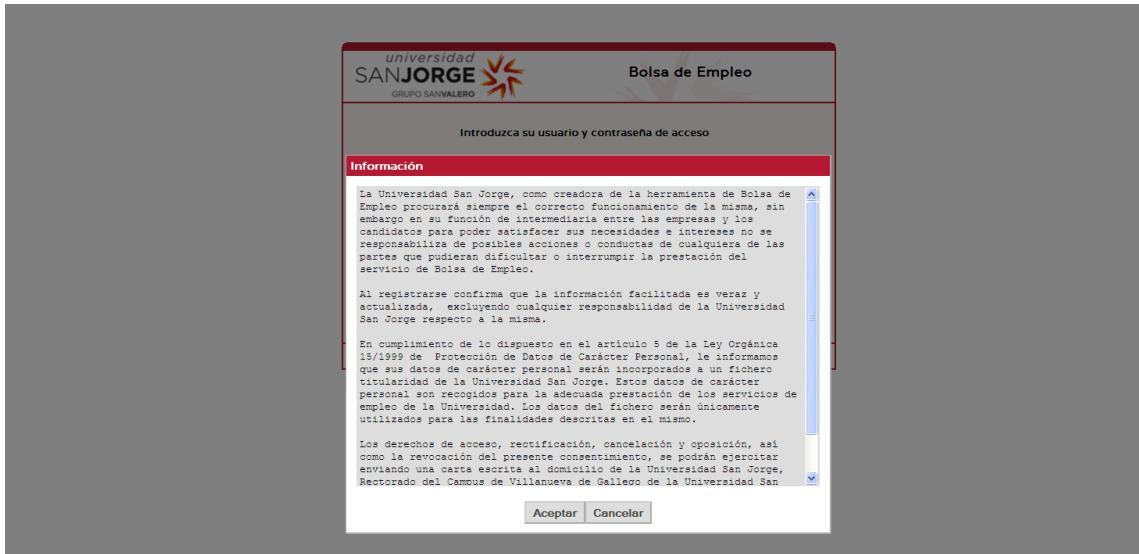 universidad
SANJORGE
GRUPO SANVALERO
Bolsa de Empleo
Introduzca su usuario y contraseña de acceso
Información
La Universidad San Jorge, como creadora de la herramienta de Bolsa de
Empleo procurará siempre el correcto funcionamiento de la misma, sin
embargo en su función de intermediaria entre las empresas y los
candidatos para poder satisfacer sus necesidades e intereses no se
responsabiliza de posibles acciones o conductas de cualquiera de las
partes que pudieran dificultar o interrumpir la prestación del
servicio de Bolsa de Empleo.
Al registrarse confirma que la información facilitada es veraz y
actualizada, excluyendo cualquier responsabilidad de la Universidad
San Jorge respecto a la misma.
En cumplimiento de lo dispuesto en el artículo 5 de la Ley Orgánica
15/1999 de Protección de Datos de Carácter Personal, le informamos
que sus datos de carácter personal serán incorporados a un fichero
titularidad de la Universidad San Jorge. Estos datos de carácter
personal son recogidos para la adecuada prestación de los servicios de
empleo de la Universidad. Los datos del fichero serán únicamente
utilizados para las finalidades descritas en el mismo.
Los derechos de acceso, rectificación, cancelación y oposición, así
como la revocación del presente consentimiento, se podrán ejercitar
enviando una carta escrita al domicilio de la Universidad San Jorge,
Rectorado del Campus de Villanueva de Gallego de la Universidad San
Aceptar
Cancelar